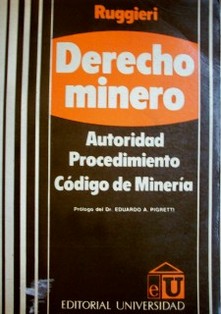 Ruggieri
Derecho
minero
Autoridad
Procedimiento
Código de Minería
Prólogo del Dr. EDUARDO A. PIGRETTI
eU
EDITORIAL UNIVERSIDAD